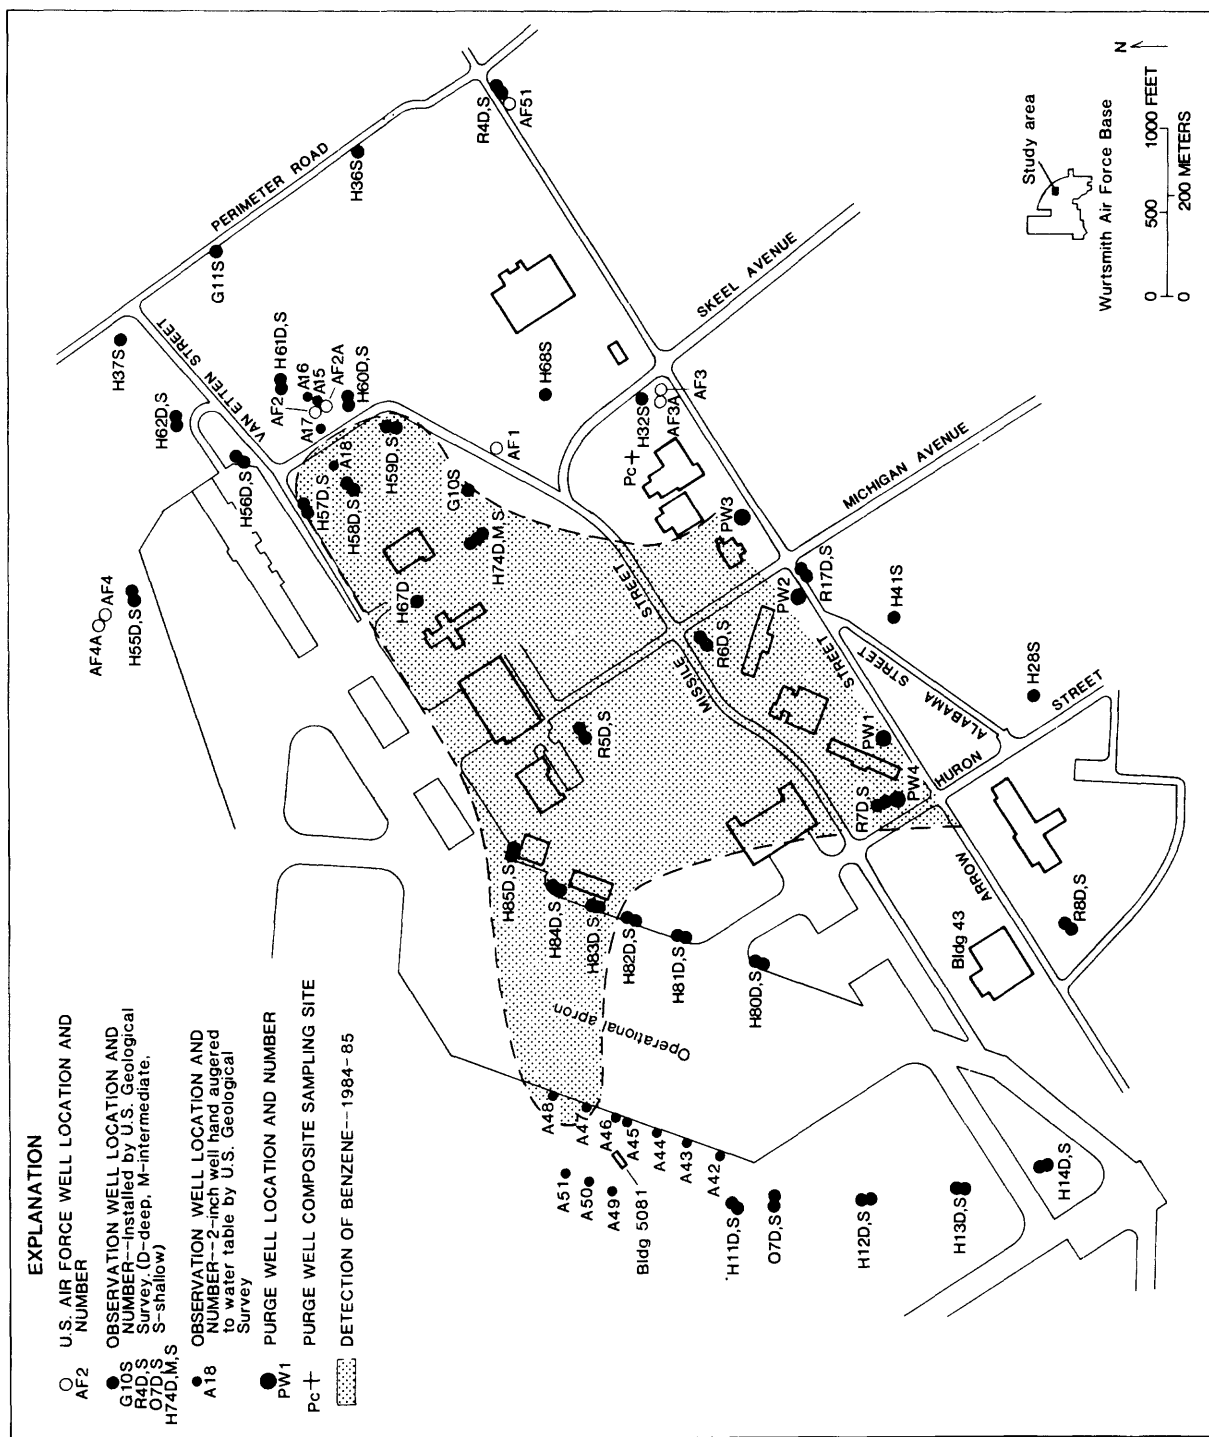 EXPLANATION
AF2
U.S. AIR FORCE WELL LOCATION AND
NUMBER
G10S
R4D,S
O7D,S
H74D,M,S
OBSERVATION WELL LOCATION AND
NUMBER--Installed by U.S. Geological
Survey. (D-deep, M-intermediate,
S-shallow)
A18
OBSERVATION WELL LOCATION AND
NUMBER--2-inch well hand augered
to water table by U.S. Geological
Survey
PW1
PURGE WELL LOCATION AND NUMBER
Pc+
PURGE WELL COMPOSITE SAMPLING SITE
DETECTION OF BENZENE--1984-85
AF4A
AF4
H55D,S
H62D,S
H37S
H56D,S
VAN ETTEN STREET
G11S
PERIMETER ROAD
H36S
R4D,S
AF51
H61D,S
AF2
A16
A15
AF2A
A17
H60D,S
A18
H57D,S
H58D,S
H59D,S
G10S
AF1
H74D,M,S
H67D
H68S
H32S
AF3A
AF3
Pc+
SKEEL AVENUE
PW3
MICHIGAN AVENUE
MISSILE STREET
R5D,S
R6D,S
PW2
R17D,S
H41S
H28S
ALABAMA STREET
HURON STREET
ARROW STREET
PW1
R7D,S
PW4
H85D,S
H84D,S
H83D,S
H82D,S
H81D,S
H80D,S
Operational apron
A48
A47
A46
A45
A44
A43
A42
A51
A50
A49
Bldg 5081
H11D,S
O7D,S
H12D,S
H13D,S
H14D,S
Bldg 43
R8D,S
Study area
Wurtsmith Air Force Base
N
0 500 1000 FEET
0 200 METERS